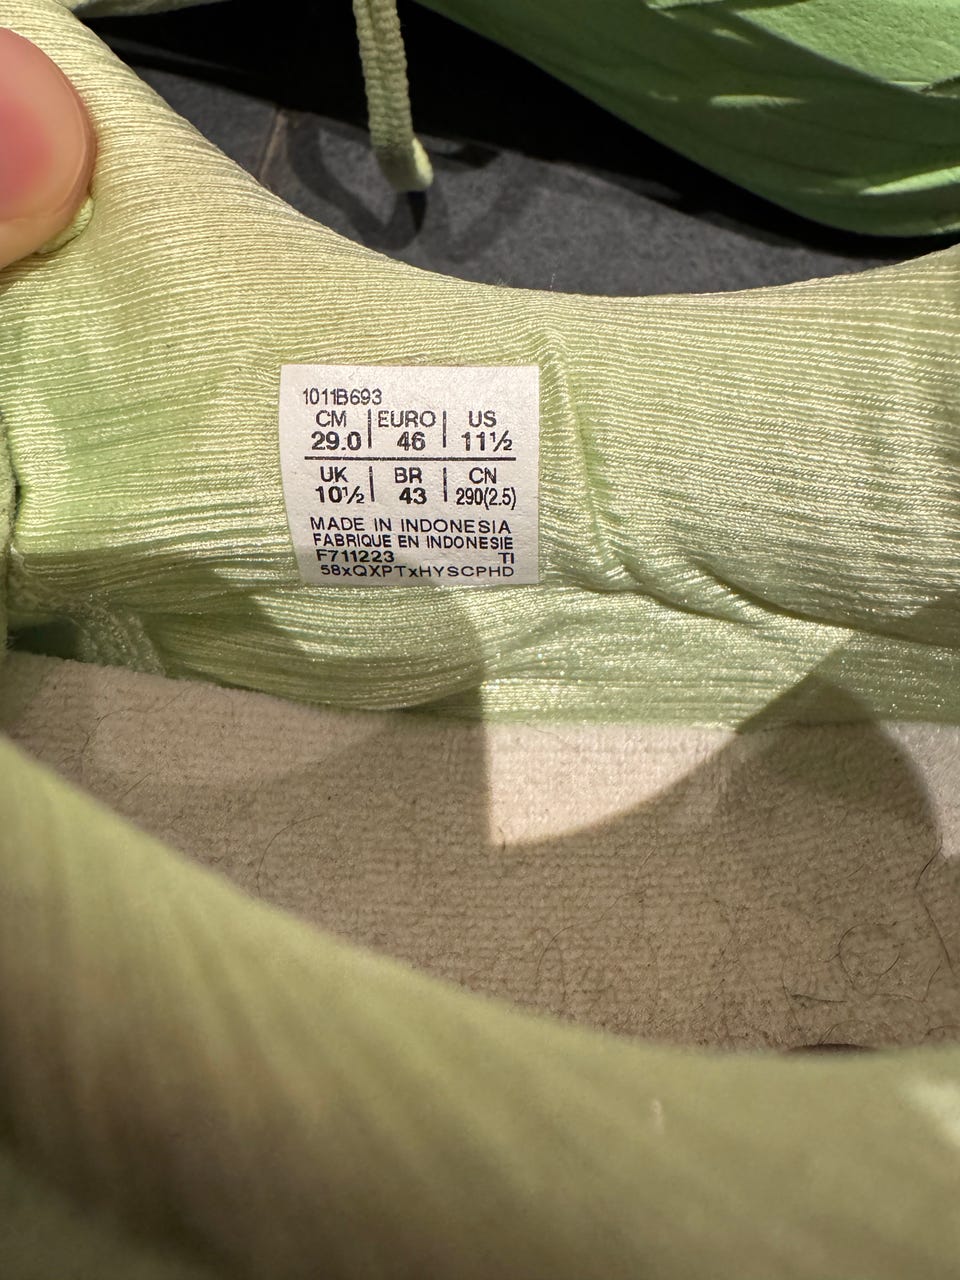 1011B693
CM | EURO | US
29.0 | 46 | 11½
UK | BR | CN
10½ | 43 | 290(2.5)
MADE IN INDONESIA
FABRIQUE EN INDONESIE
F711223 TI
58xQXPTxHYSCPHD